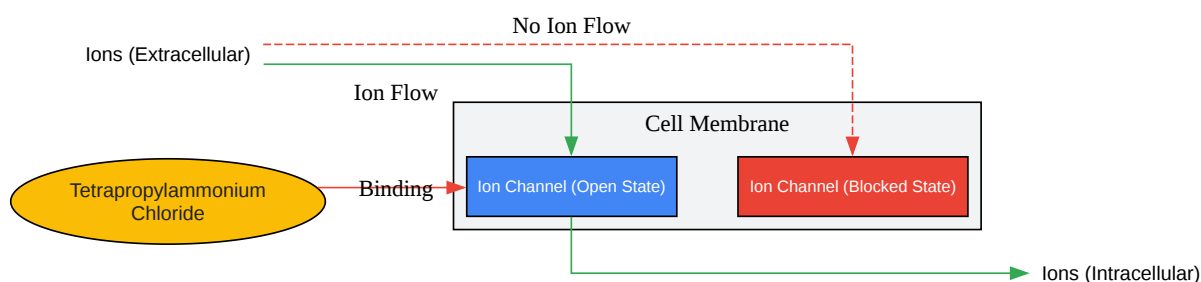 No Ion Flow
Ions (Extracellular)
Ion Flow
Cell Membrane
Tetrapropylammonium
Chloride
Binding
Ion Channel (Open State)
Ion Channel (Blocked State)
Ions (Intracellular)